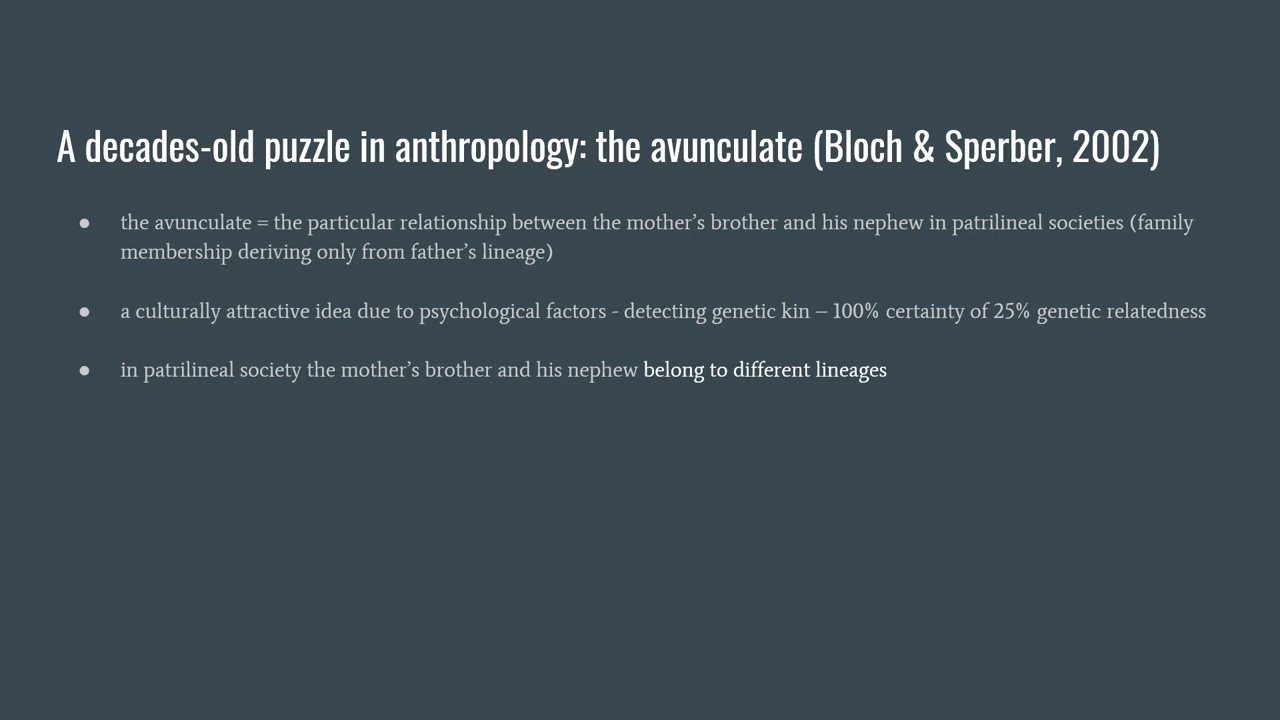 A decades-old puzzle in anthropology: the avunculate (Bloch & Sperber, 2002)
● the avunculate = the particular relationship between the mother’s brother and his nephew in patrilineal societies (family
membership deriving only from father’s lineage)
● a culturally attractive idea due to psychological factors - detecting genetic kin – 100% certainty of 25% genetic relatedness
● in patrilineal society the mother’s brother and his nephew belong to different lineages